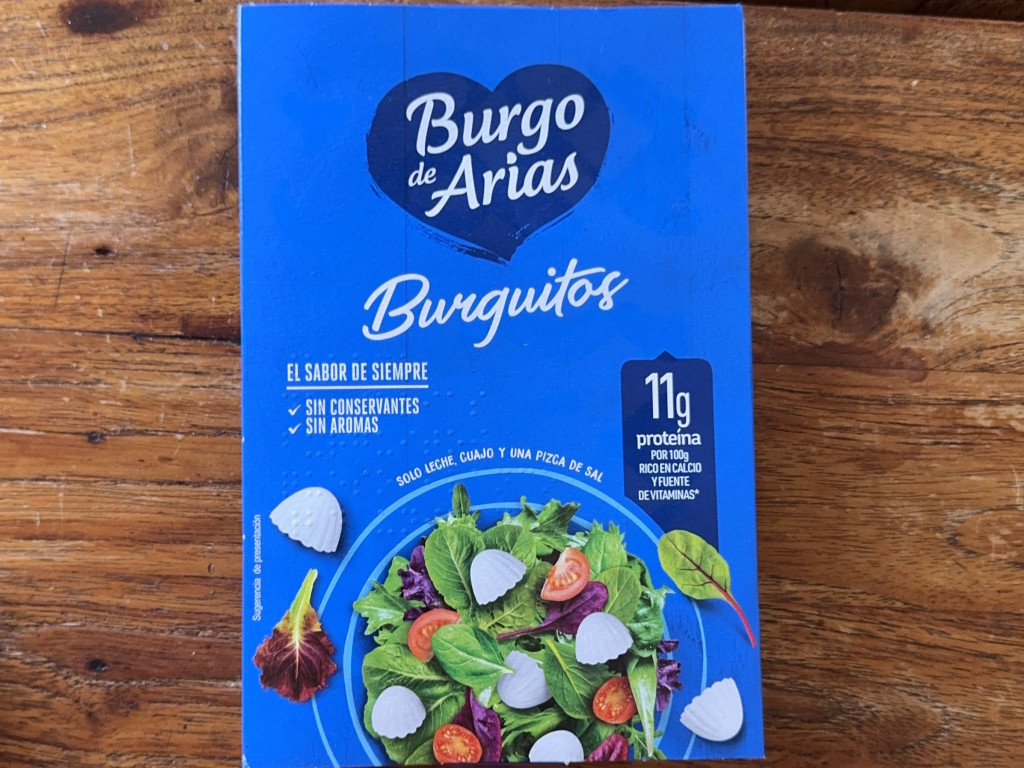 Burgo
de Arias
Burguitos
EL SABOR DE SIEMPRE
✓ SIN CONSERVANTES
✓ SIN AROMAS
11g
proteína
POR 100g
RICO EN CALCIO
Y FUENTE
DE VITAMINAS*
SOLO LECHE, CUAJO Y UNA PIZCA DE SAL
Sugerencia de presentación